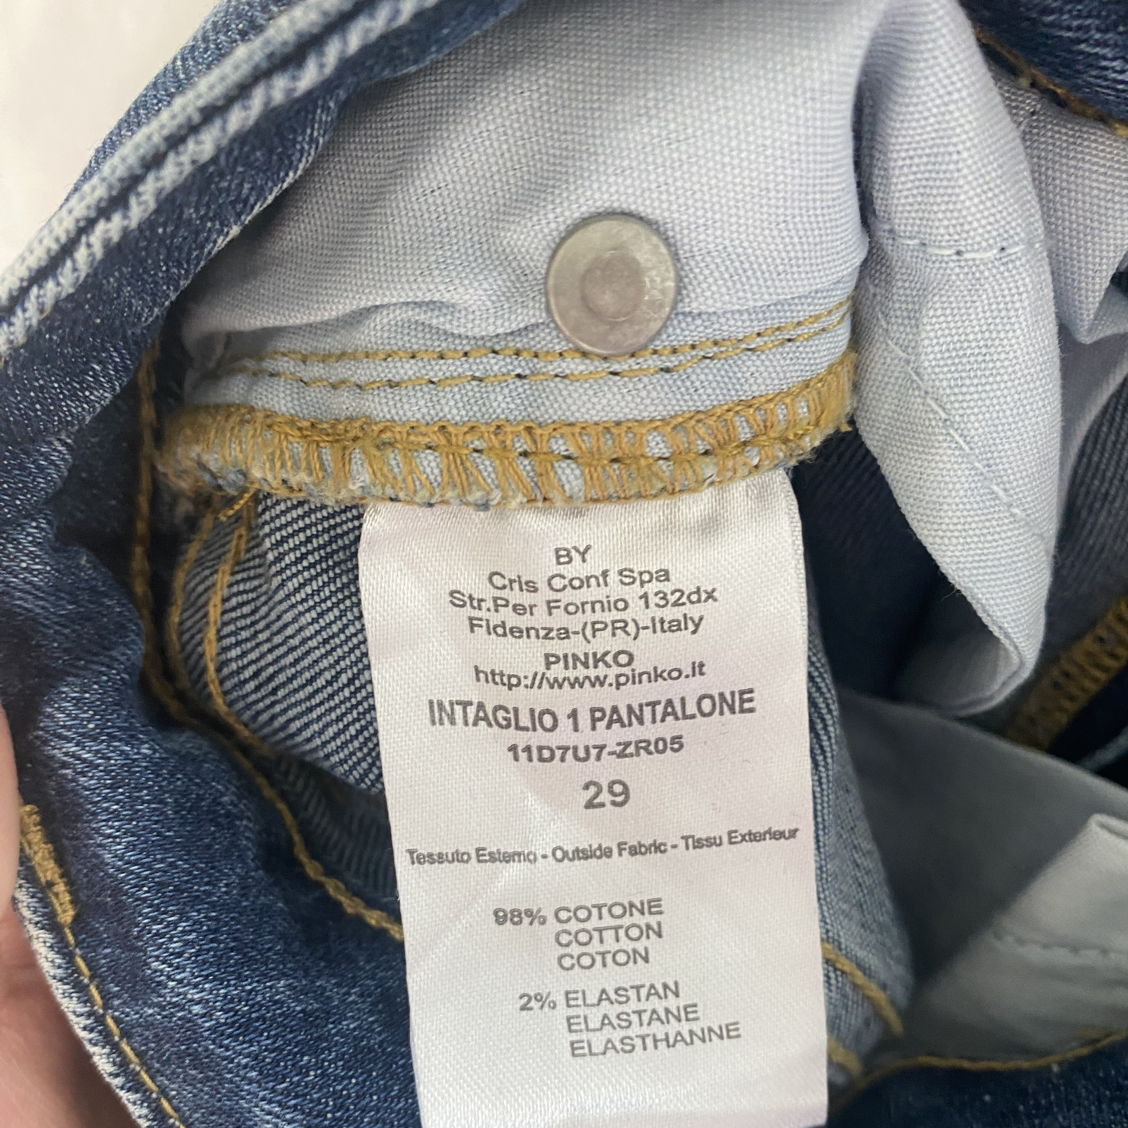 BY
Cris Conf Spa
Str.Per Fornio 132dx
Fidenza-(PR)-Italy
PINKO
http://www.pinko.it
INTAGLIO 1 PANTALONE
11D7U7-ZR05
29
Tessuto Esterno - Outside Fabric - Tissu Exterieur
98% COTONE
COTTON
COTON
2% ELASTAN
ELASTANE
ELASTHANNE